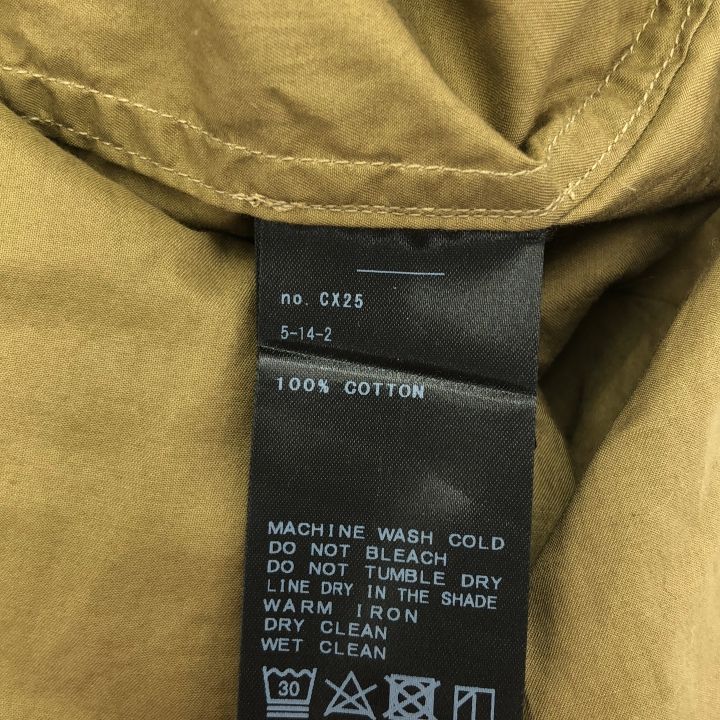 no. CX25
5-14-2
100% COTTON
MACHINE WASH COLD
DO NOT BLEACH
DO NOT TUMBLE DRY
LINE DRY IN THE SHADE
WARM IRON
DRY CLEAN
WET CLEAN
30